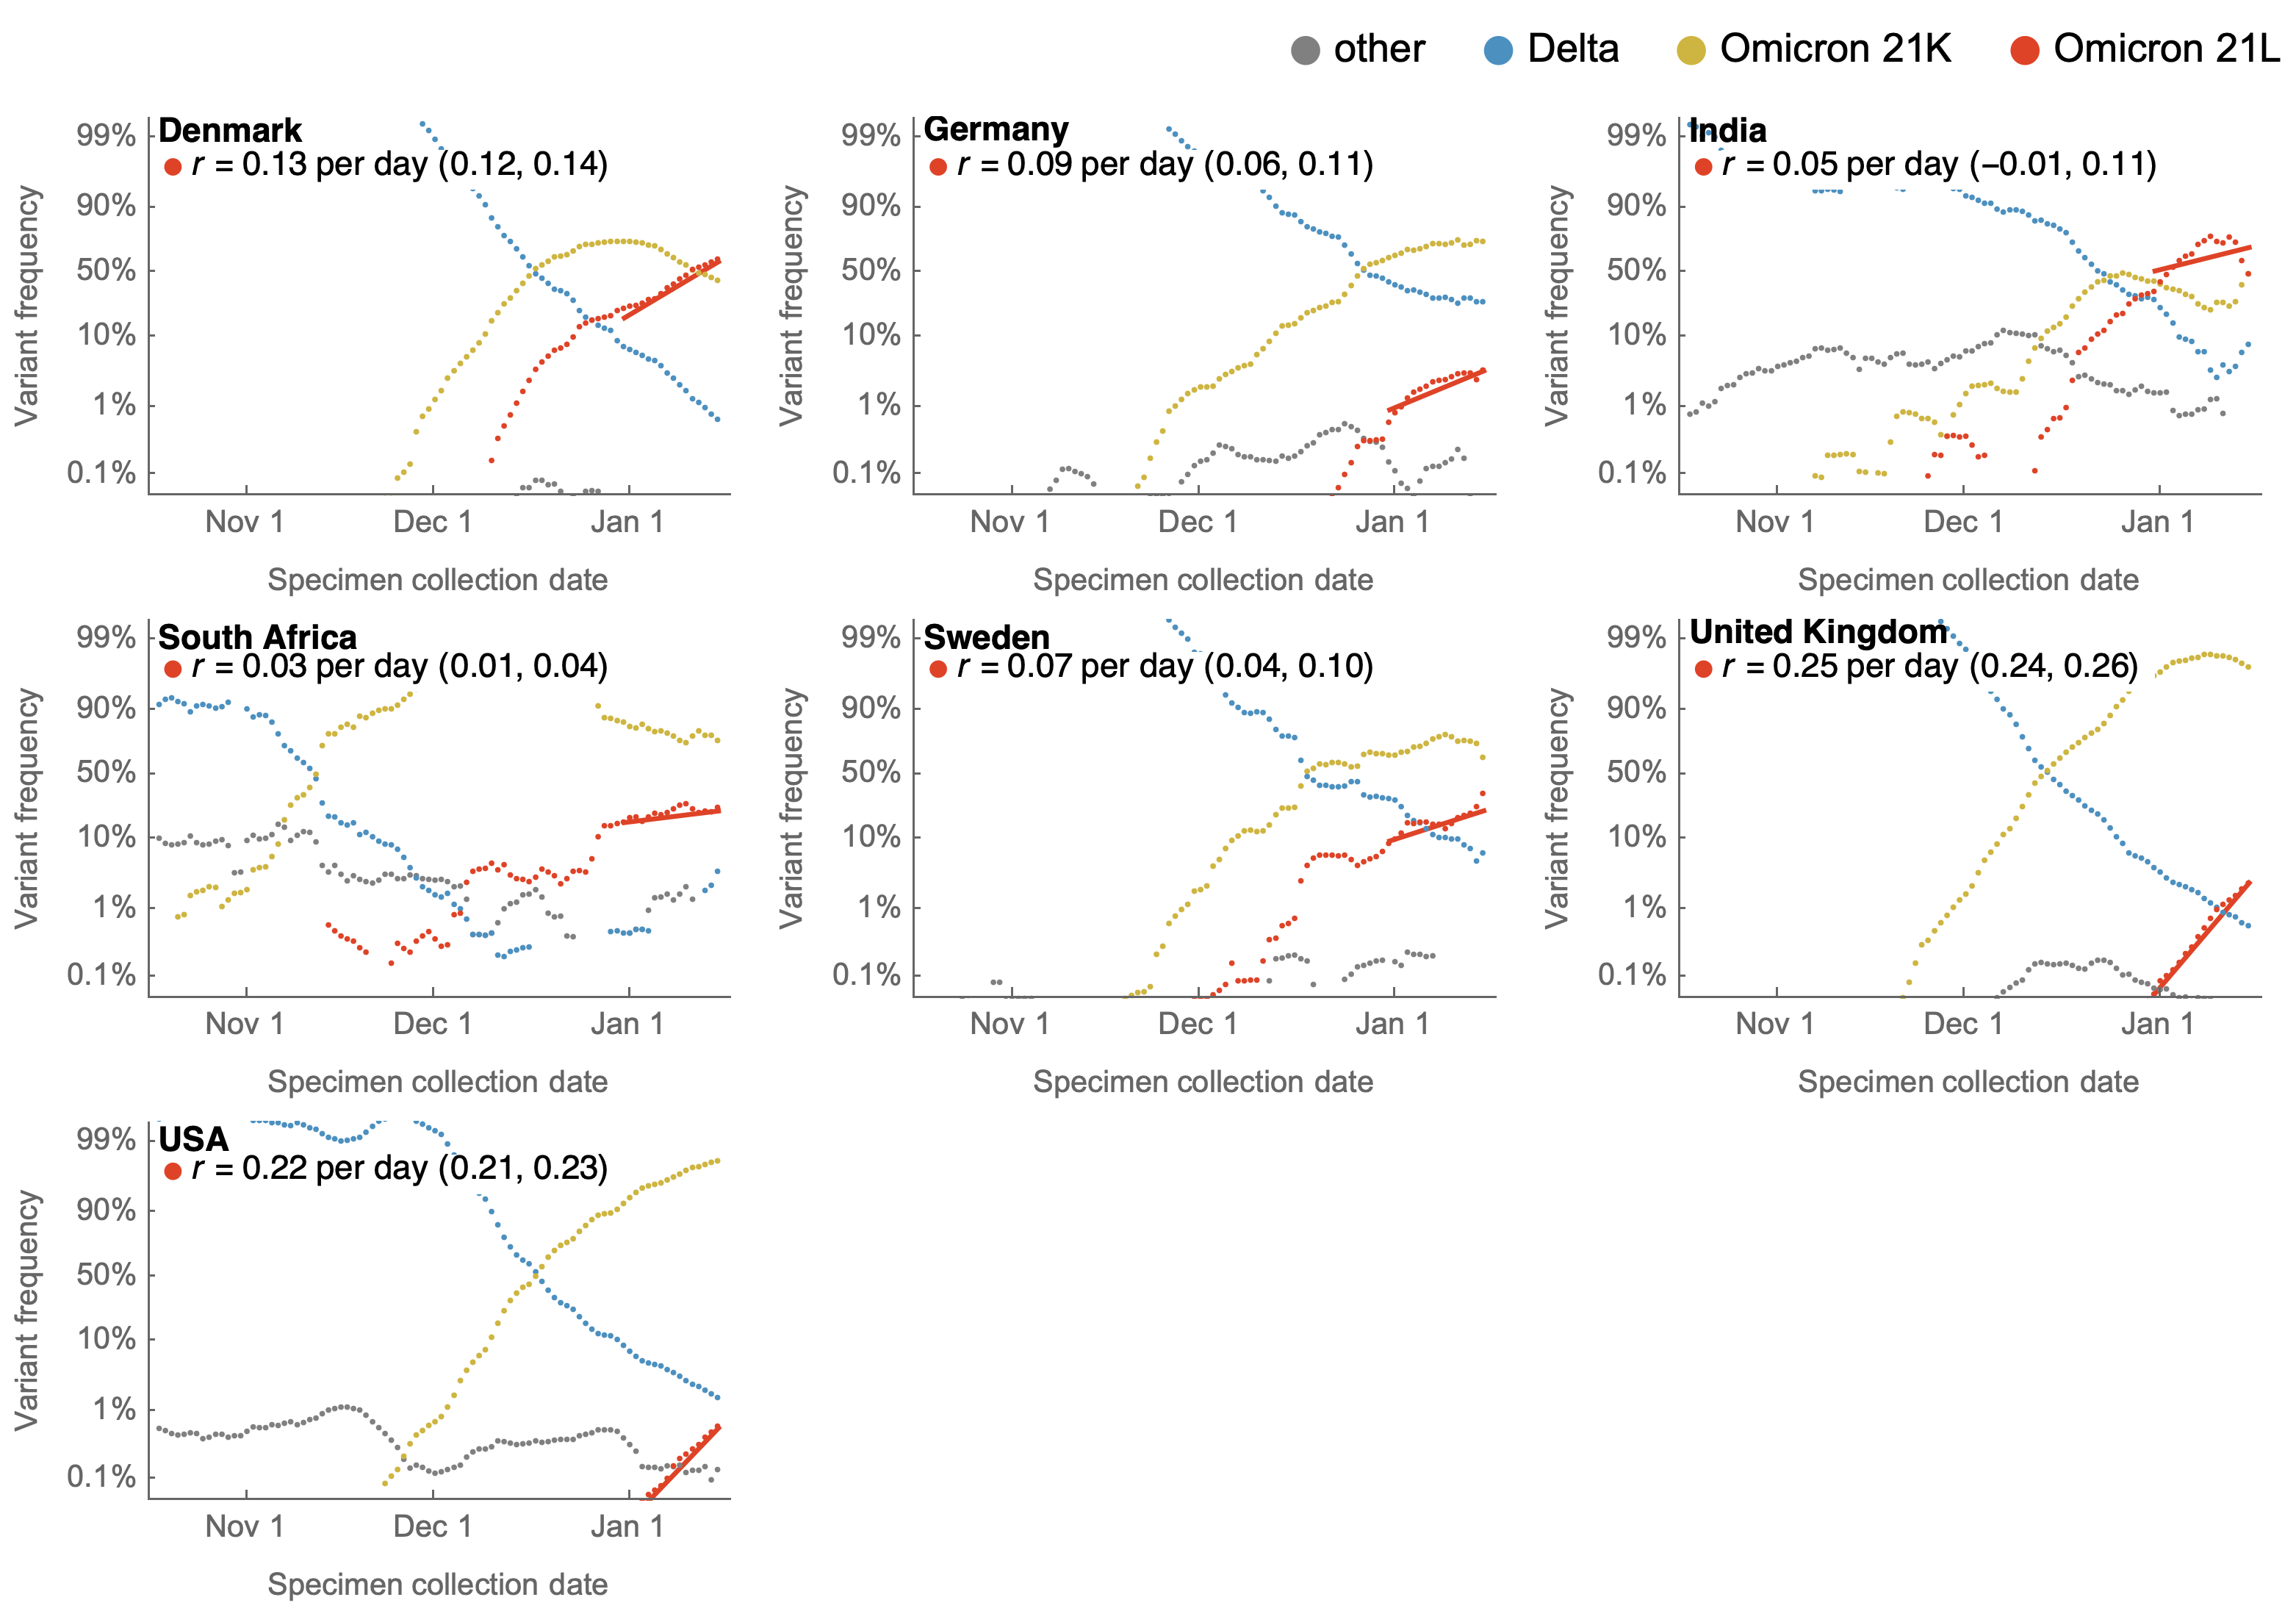 other Delta Omicron 21K Omicron 21L
Denmark
r = 0.13 per day (0.12, 0.14)
99%
90%
50%
10%
1%
0.1%
Variant frequency
Nov 1 Dec 1 Jan 1
Specimen collection date
Germany
r = 0.09 per day (0.06, 0.11)
99%
90%
50%
10%
1%
0.1%
Variant frequency
Nov 1 Dec 1 Jan 1
Specimen collection date
India
r = 0.05 per day (−0.01, 0.11)
99%
90%
50%
10%
1%
0.1%
Variant frequency
Nov 1 Dec 1 Jan 1
Specimen collection date
South Africa
r = 0.03 per day (0.01, 0.04)
99%
90%
50%
10%
1%
0.1%
Variant frequency
Nov 1 Dec 1 Jan 1
Specimen collection date
Sweden
r = 0.07 per day (0.04, 0.10)
99%
90%
50%
10%
1%
0.1%
Variant frequency
Nov 1 Dec 1 Jan 1
Specimen collection date
United Kingdom
r = 0.25 per day (0.24, 0.26)
99%
90%
50%
10%
1%
0.1%
Variant frequency
Nov 1 Dec 1 Jan 1
Specimen collection date
USA
r = 0.22 per day (0.21, 0.23)
99%
90%
50%
10%
1%
0.1%
Variant frequency
Nov 1 Dec 1 Jan 1
Specimen collection date